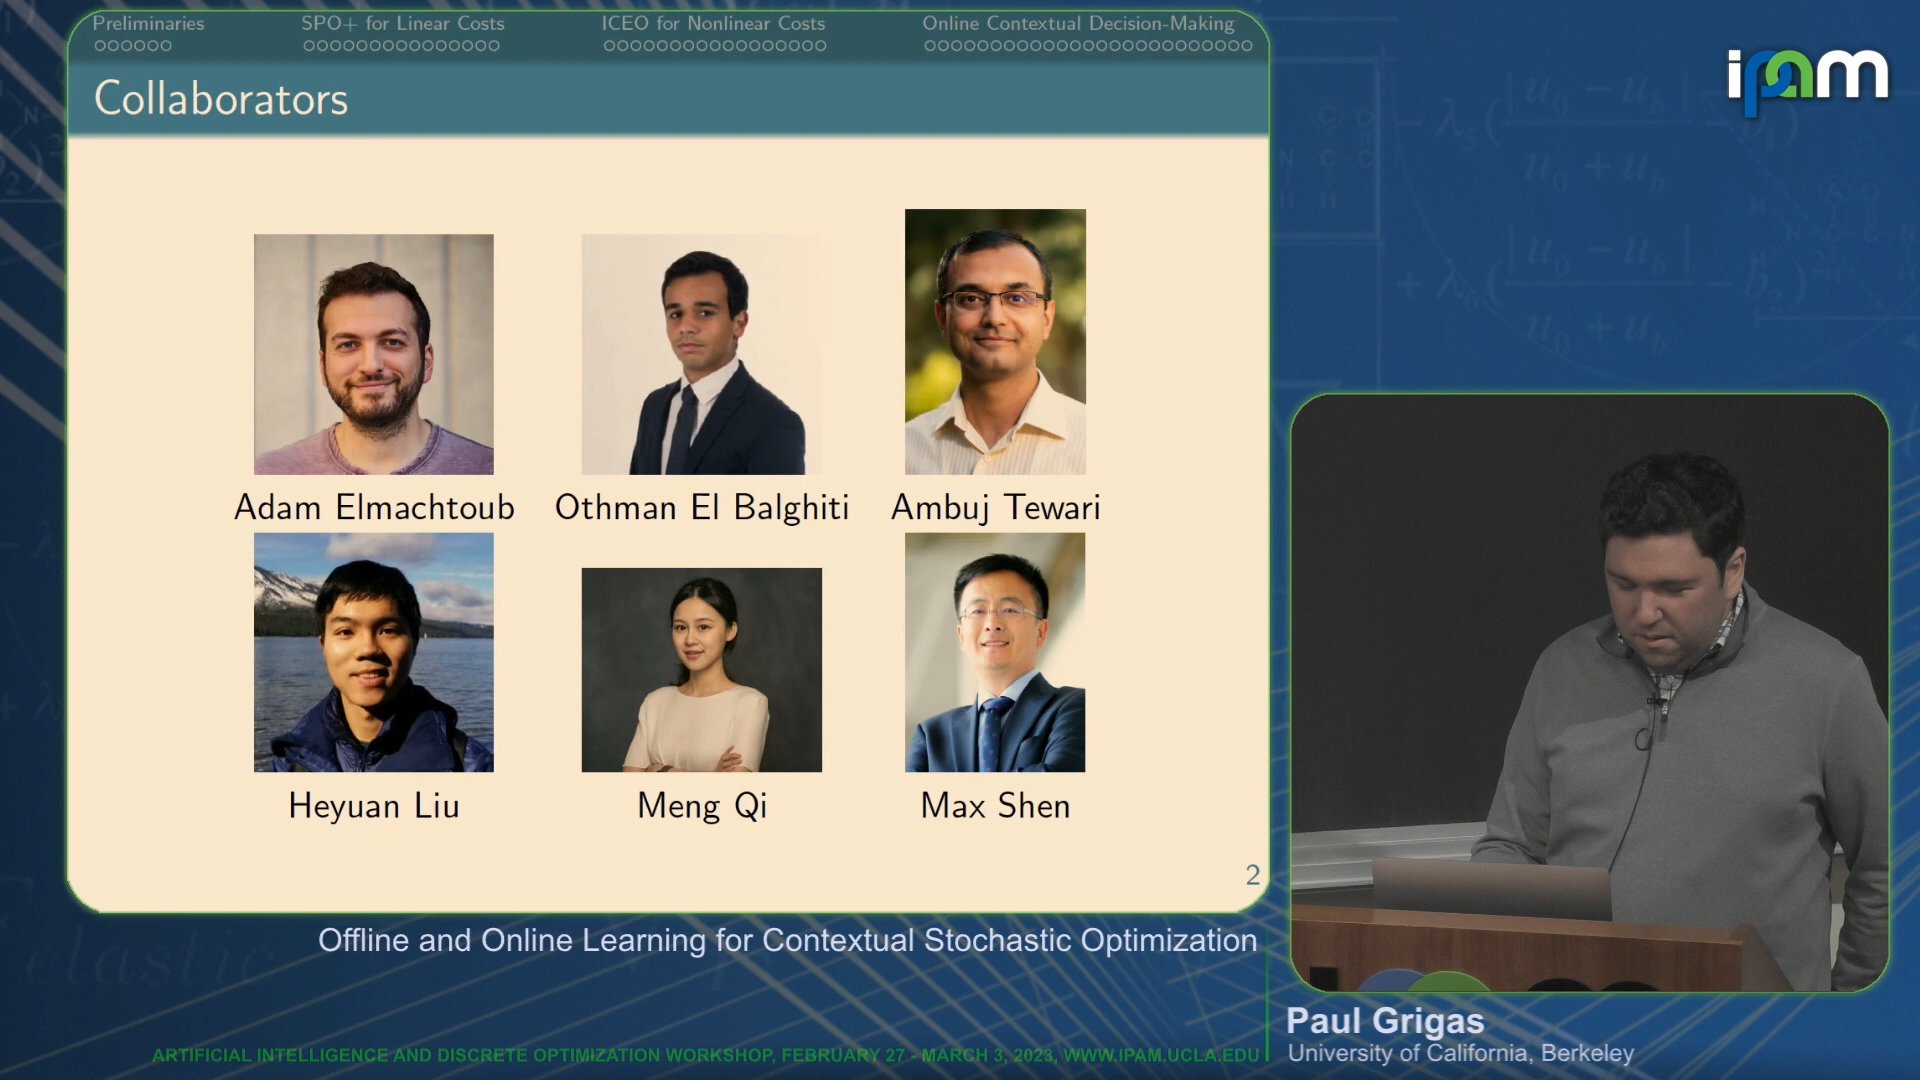 Preliminaries
SPO+ for Linear Costs
ICEO for Nonlinear Costs
Online Contextual Decision-Making
Collaborators
Adam Elmachtoub
Othman El Balghiti
Ambuj Tewari
Heyuan Liu
Meng Qi
Max Shen
2
ipam
Offline and Online Learning for Contextual Stochastic Optimization
Paul Grigas
University of California, Berkeley
ARTIFICIAL INTELLIGENCE AND DISCRETE OPTIMIZATION WORKSHOP, FEBRUARY 27 - MARCH 3, 2023, WWW.IPAM.UCLA.EDU
elastic